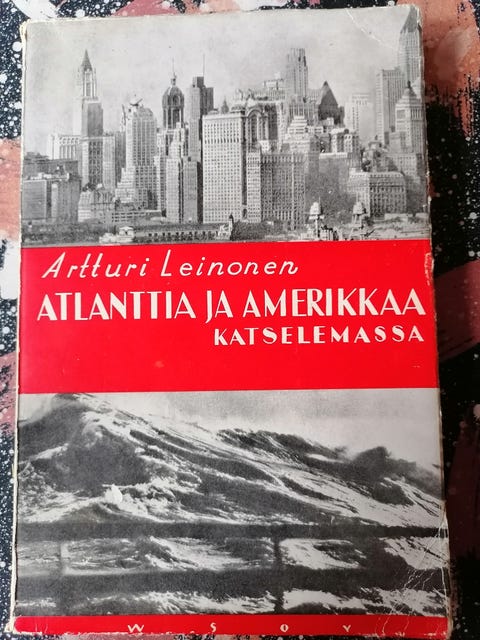 Artturi Leinonen
ATLANTTIA JA AMERIKKAA
KATSELEMASSA
W S O Y